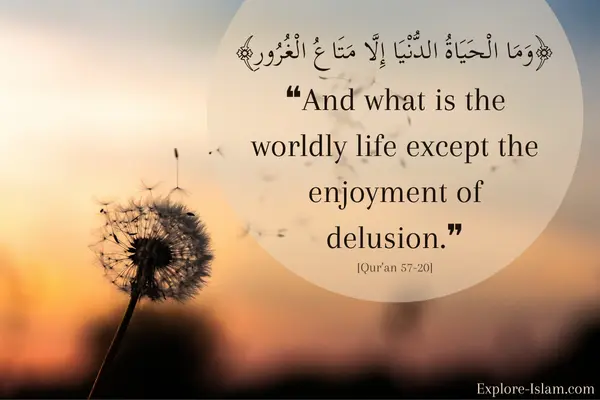 ﴿وَمَا الْحَيَاةُ الدُّنْيَا إِلَّا مَتَاعُ الْغُرُورِ﴾
❝And what is the
worldly life except the
enjoyment of
delusion.❞
[Qur'an 57-20]
Explore-Islam.com